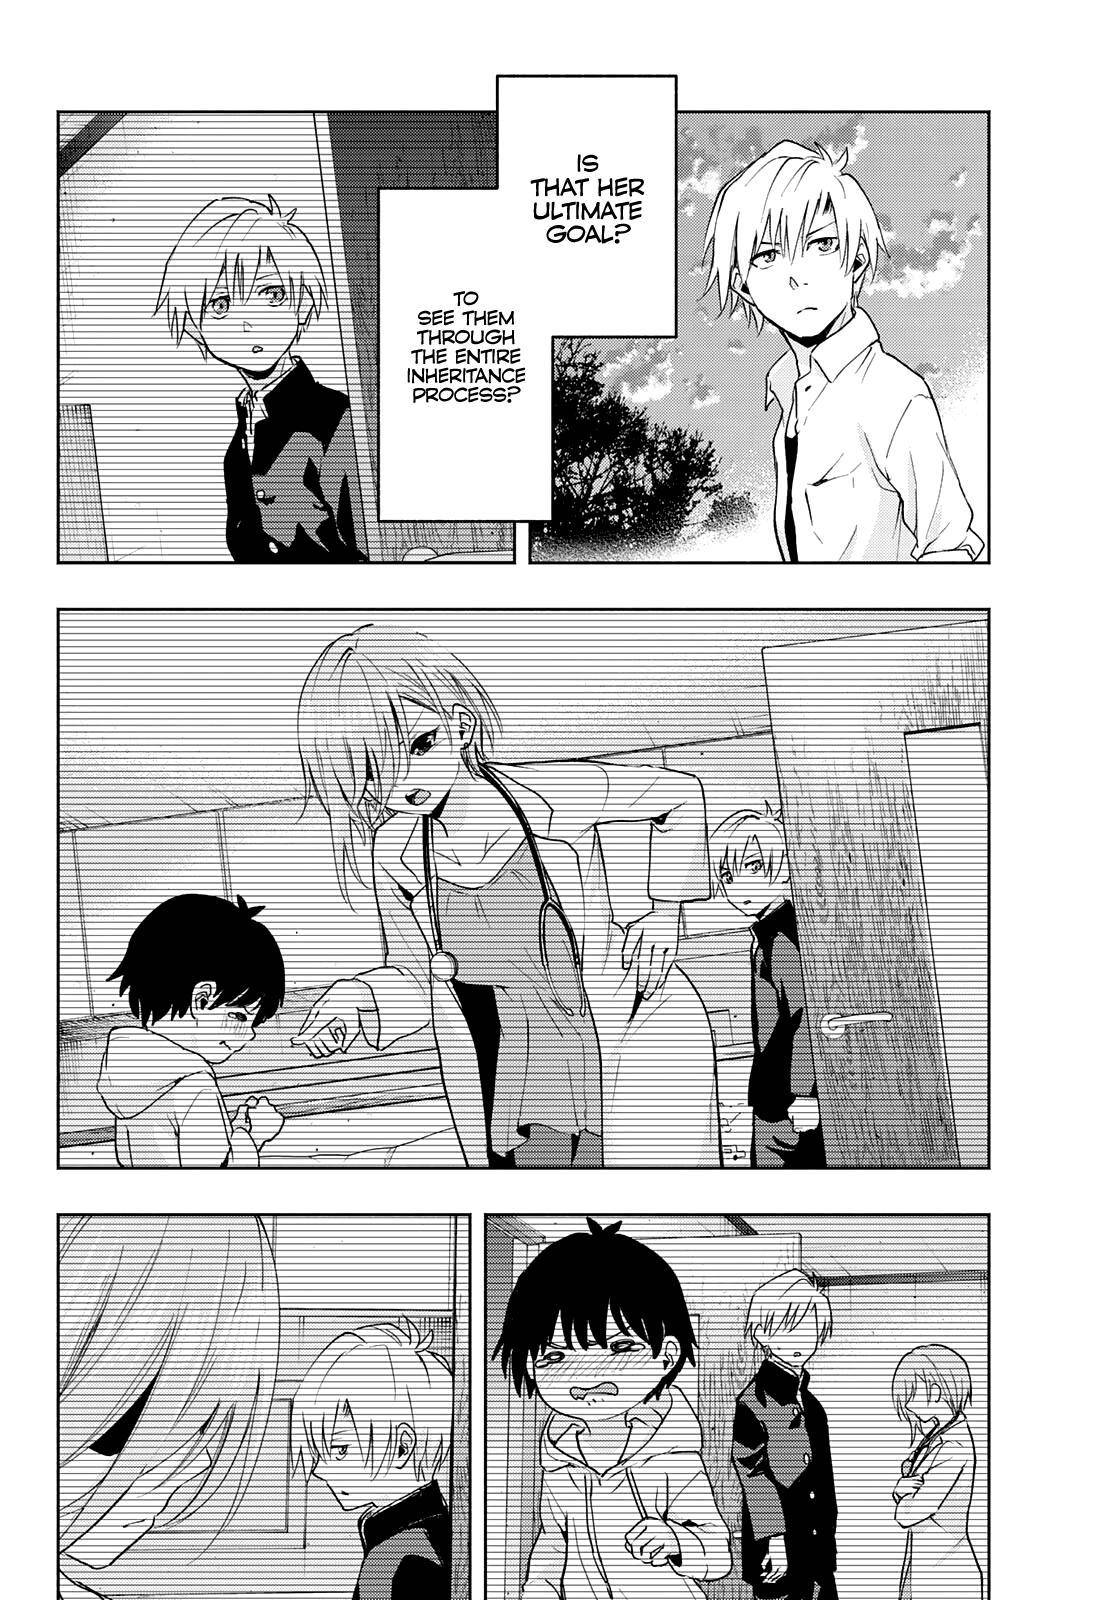 IS
THAT HER
ULTIMATE
GOAL?
TO
SEE THEM
THROUGH
THE ENTIRE
INHERITANCE
PROCESS?